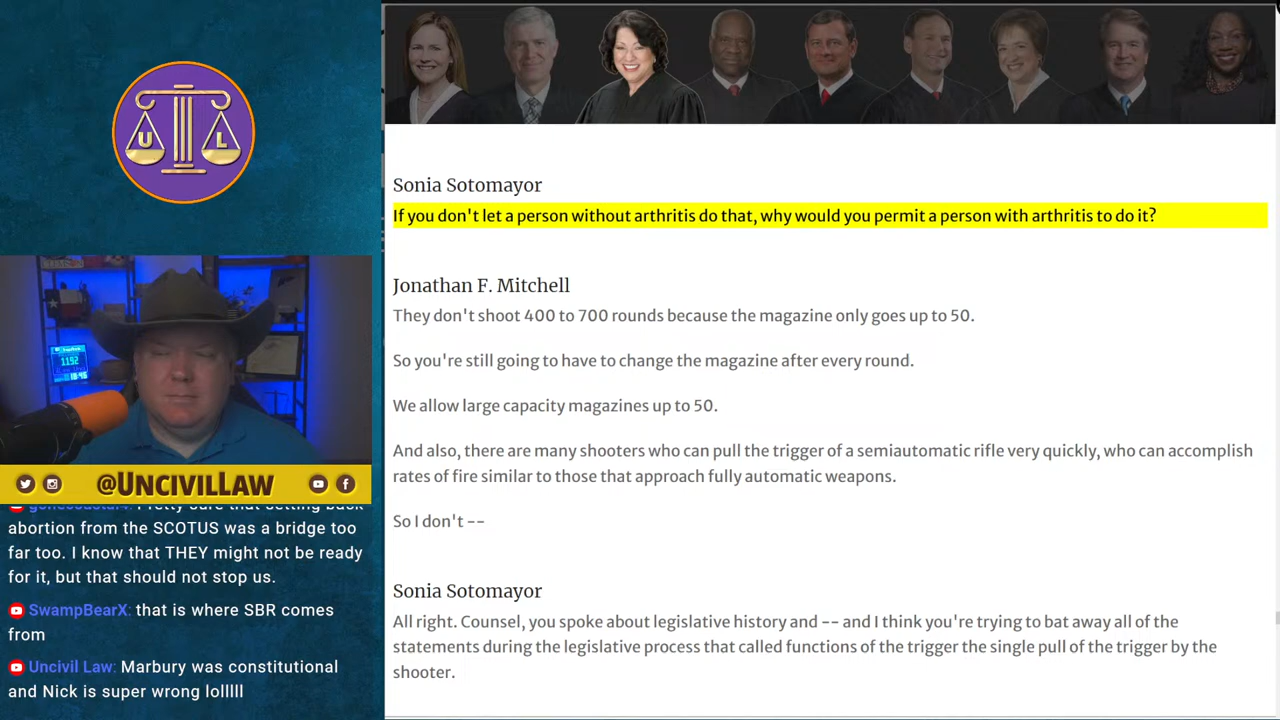 U L
Sonia Sotomayor
If you don't let a person without arthritis do that, why would you permit a person with arthritis to do it?
Jonathan F. Mitchell
They don't shoot 400 to 700 rounds because the magazine only goes up to 50.
So you're still going to have to change the magazine after every round.
We allow large capacity magazines up to 50.
And also, there are many shooters who can pull the trigger of a semiautomatic rifle very quickly, who can accomplish
rates of fire similar to those that approach fully automatic weapons.
So I don't --
Sonia Sotomayor
All right. Counsel, you spoke about legislative history and -- and I think you're trying to bat away all of the
statements during the legislative process that called functions of the trigger the single pull of the trigger by the
shooter.
1192
@UNCIVILLAW
abortion from the SCOTUS was a bridge too
far too. I know that THEY might not be ready
for it, but that should not stop us.
SwampBearX: that is where SBR comes
from
Uncivil Law: Marbury was constitutional
and Nick is super wrong lolllll